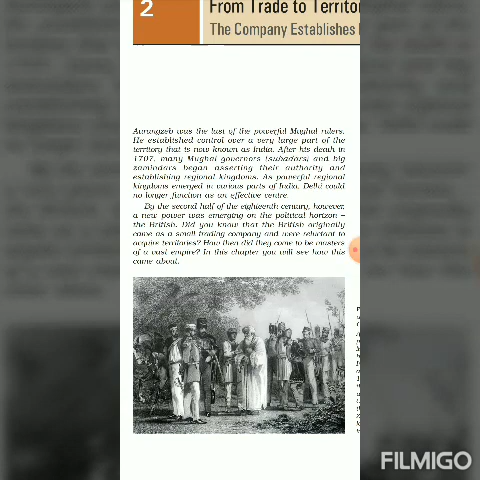 2
From Trade to Territor
The Company Establishes
Aurangzeb was the last of the powerful Mughal rulers.
He established control over a very large part of the
territory that is now known as India. After his death in
1707, many Mughal governors (subadars) and big
zamindars began asserting their authority and
establishing regional kingdoms. As powerful regional
kingdoms emerged in various parts of India, Delhi could
no longer function as an effective centre.
By the second half of the eighteenth century, however,
a new power was emerging on the political horizon –
the British. Did you know that the British originally
came as a small trading company and were reluctant to
acquire territories? How then did they come to be masters
of a vast empire? In this chapter you will see how this
came about.
FILMIGO